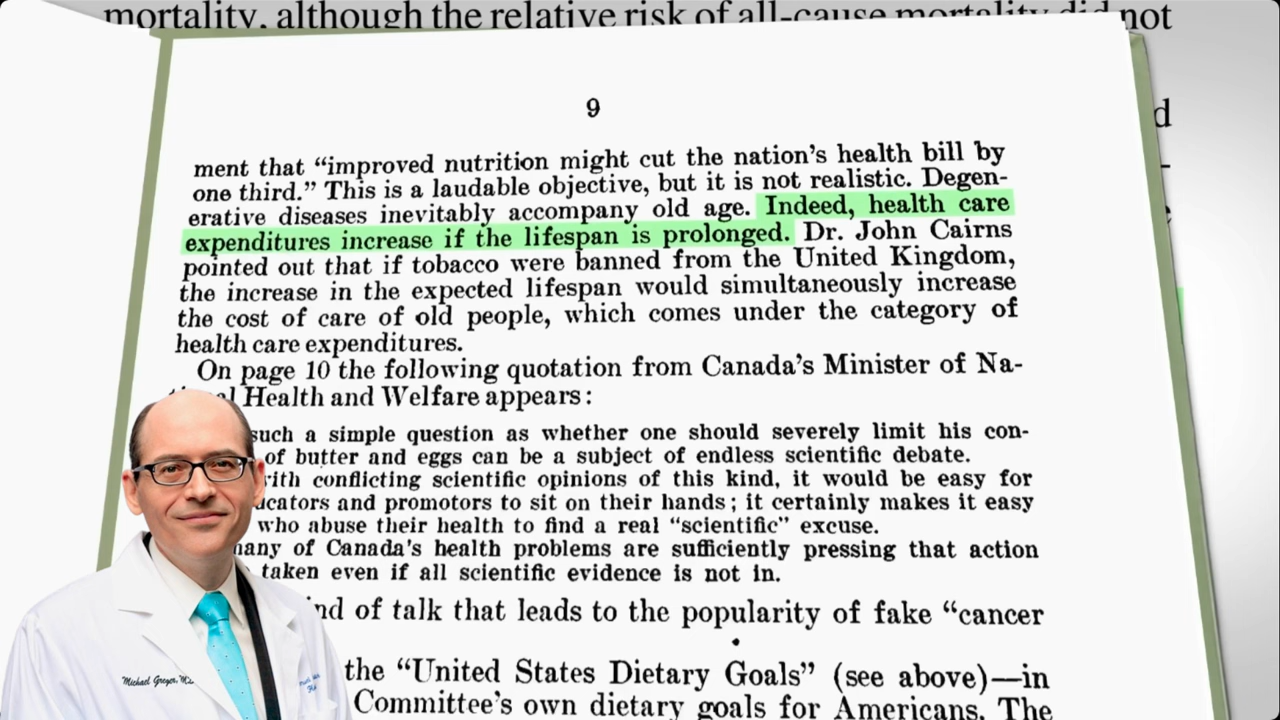 mortality, although the relative risk of all-cause mortality did not
9
ment that “improved nutrition might cut the nation’s health bill by
one third.” This is a laudable objective, but it is not realistic. Degen-
erative diseases inevitably accompany old age. Indeed, health care
expenditures increase if the lifespan is prolonged. Dr. John Cairns
pointed out that if tobacco were banned from the United Kingdom,
the increase in the expected lifespan would simultaneously increase
the cost of care of old people, which comes under the category of
health care expenditures.
On page 10 the following quotation from Canada’s Minister of Na-
Health and Welfare appears:
such a simple question as whether one should severely limit his con-
of butter and eggs can be a subject of endless scientific debate.
conflicting scientific opinions of this kind, it would be easy for
and promotors to sit on their hands; it certainly makes it easy
who abuse their health to find a real “scientific” excuse.
of Canada’s health problems are sufficiently pressing that action
taken even if all scientific evidence is not in.
of talk that leads to the popularity of fake “cancer
the “United States Dietary Goals” (see above)—in
Committee’s own dietary goals for Americans. The
Michael Greger, M.D.